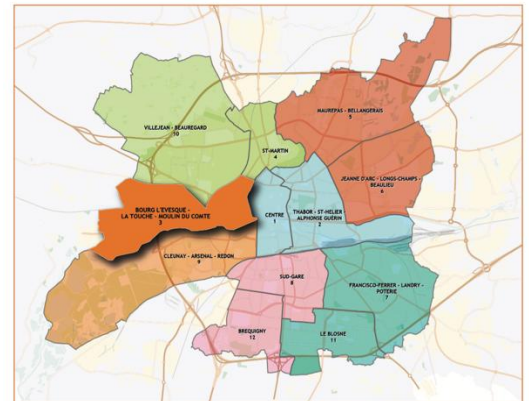 MAUREPAS - BELLANGERAIS
5
VILLEJEAN - BEAUREGARD
10
ST-MARTIN
4
JEANNE D'ARC - LONGS-CHAMPS -
BEAULIEU
6
BOURG L'EVESQUE -
LA TOUCHE - MOULIN DU COMTE
3
CENTRE
1
THABOR - ST-HELIER
ALPHONSE GUÉRIN
2
CLEUNAY - ARSENAL - REDON
9
SUD-GARE
8
FRANCISCO-FERRER - LANDRY -
POTERIE
7
BREQUIGNY
12
LE BLOSNE
11